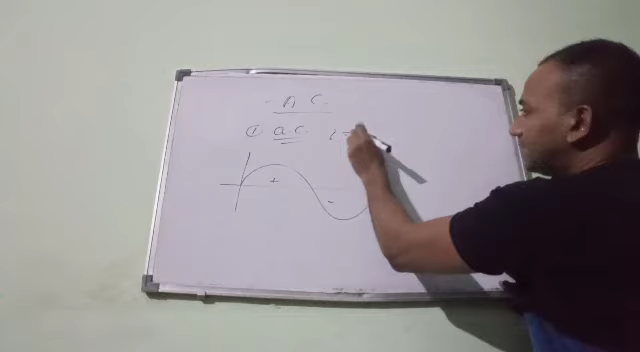 A C.
① a.c. i =
+
-